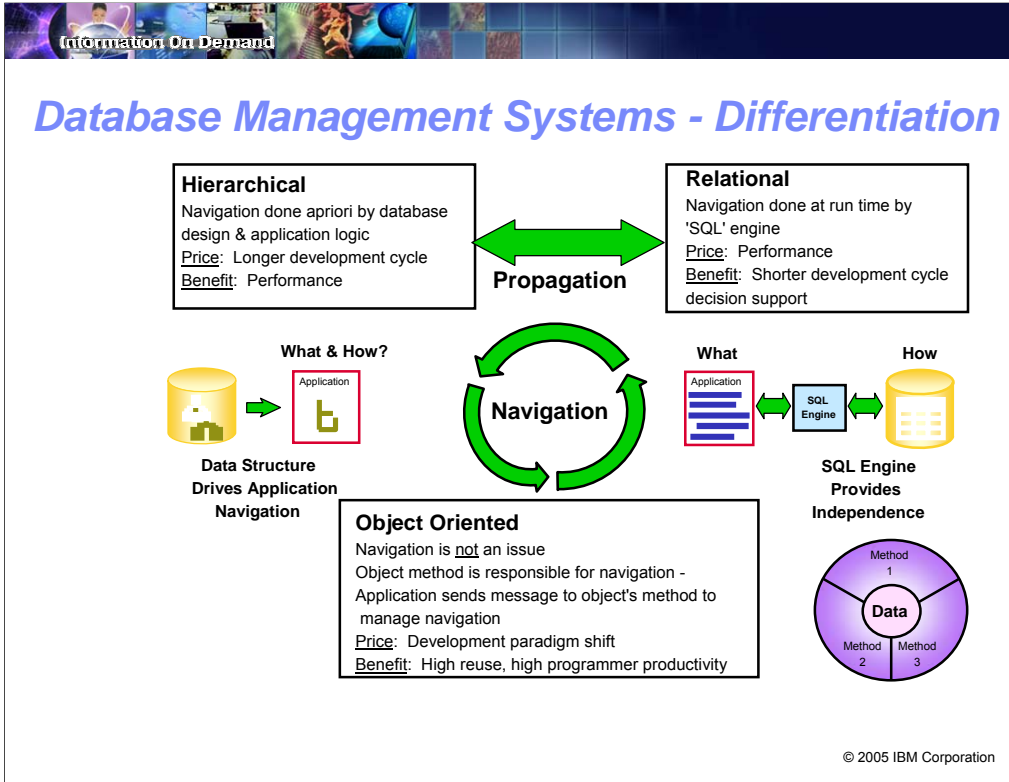 Information On Demand
Database Management Systems - Differentiation
Hierarchical
Navigation done apriori by database
design & application logic
Price: Longer development cycle
Benefit: Performance
Propagation
Relational
Navigation done at run time by
'SQL' engine
Price: Performance
Benefit: Shorter development cycle
decision support
What & How?
Application
Data Structure
Drives Application
Navigation
Navigation
What
How
Application
SQL
Engine
SQL Engine
Provides
Independence
Object Oriented
Navigation is not an issue
Object method is responsible for navigation -
Application sends message to object's method to
manage navigation
Price: Development paradigm shift
Benefit: High reuse, high programmer productivity
Method
1
Data
Method
2
Method
3
© 2005 IBM Corporation